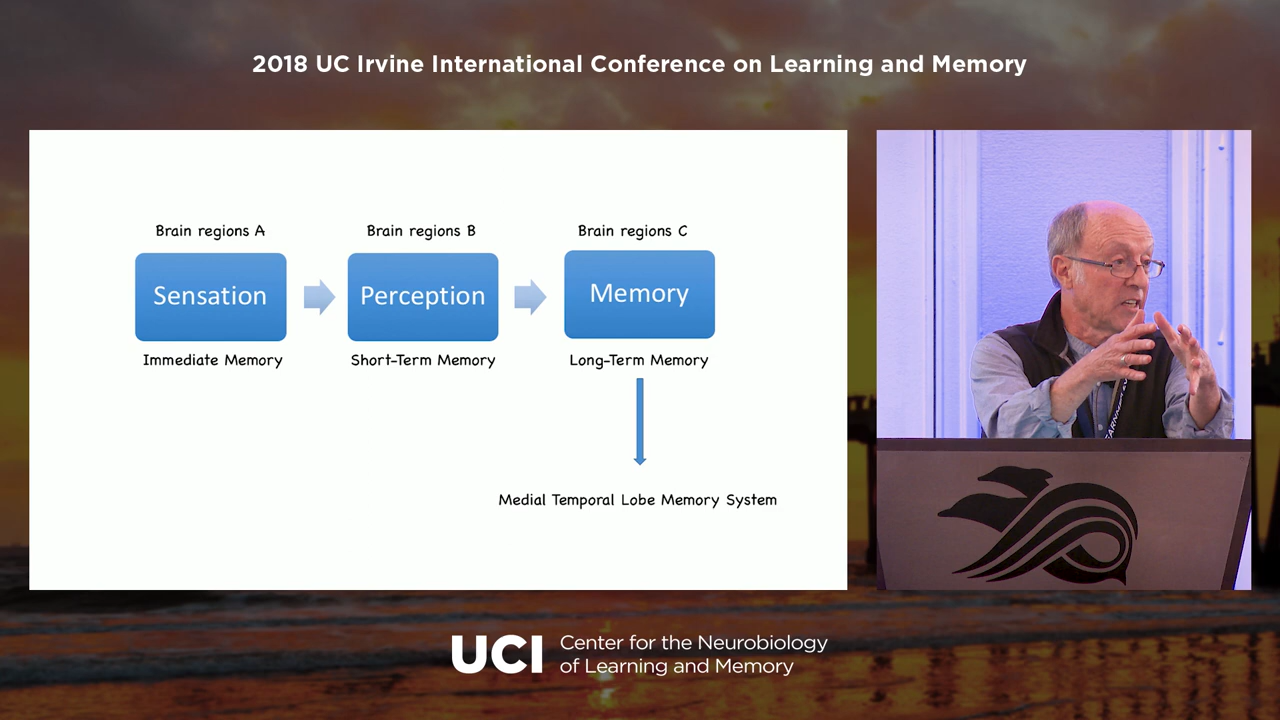 2018 UC Irvine International Conference on Learning and Memory
Brain regions A
Brain regions B
Brain regions C
Sensation
Perception
Memory
Immediate Memory
Short-Term Memory
Long-Term Memory
Medial Temporal Lobe Memory System
UCI
Center for the Neurobiology
of Learning and Memory